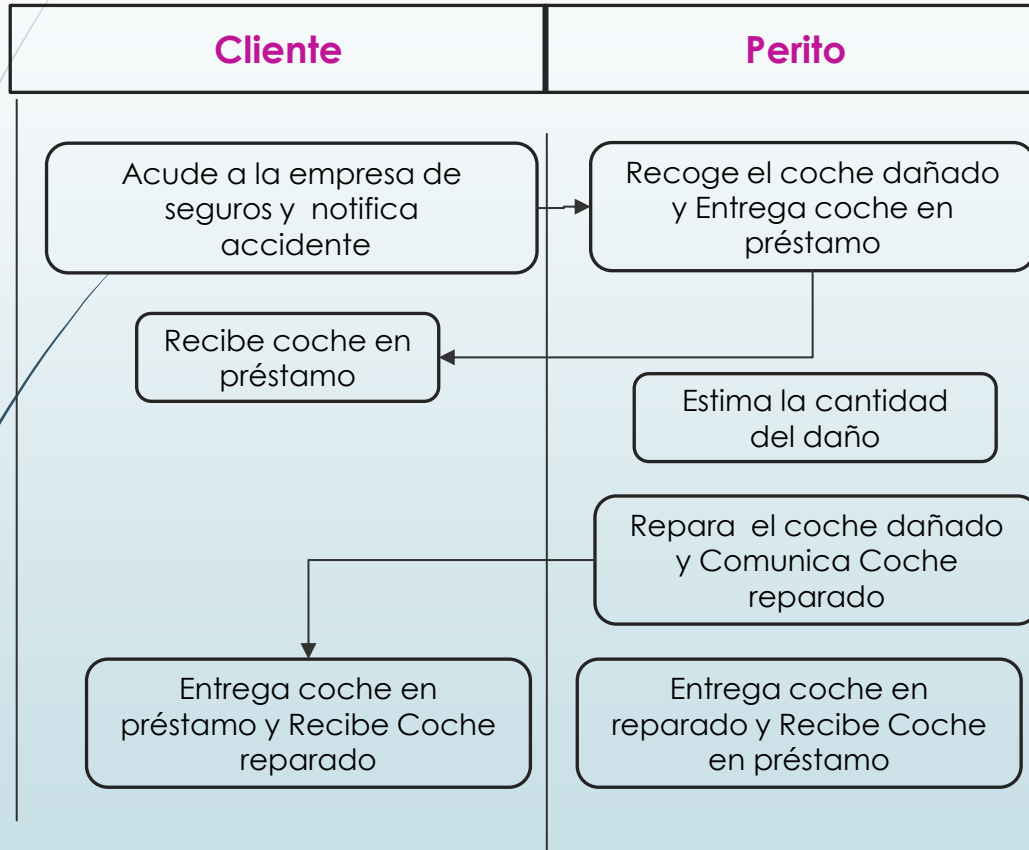 Cliente
Perito
Acude a la empresa de
seguros y notifica
accidente
Recoge el coche dañado
y Entrega coche en
préstamo
Recibe coche en
préstamo
Estima la cantidad
del daño
Repara el coche dañado
y Comunica Coche
reparado
Entrega coche en
préstamo y Recibe Coche
reparado
Entrega coche en
reparado y Recibe Coche
en préstamo